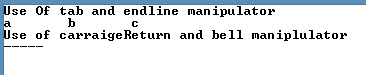 Use Of tab and endline manipulator
a	b	c
Use of carraigeReturn and bell maniplulator
-----